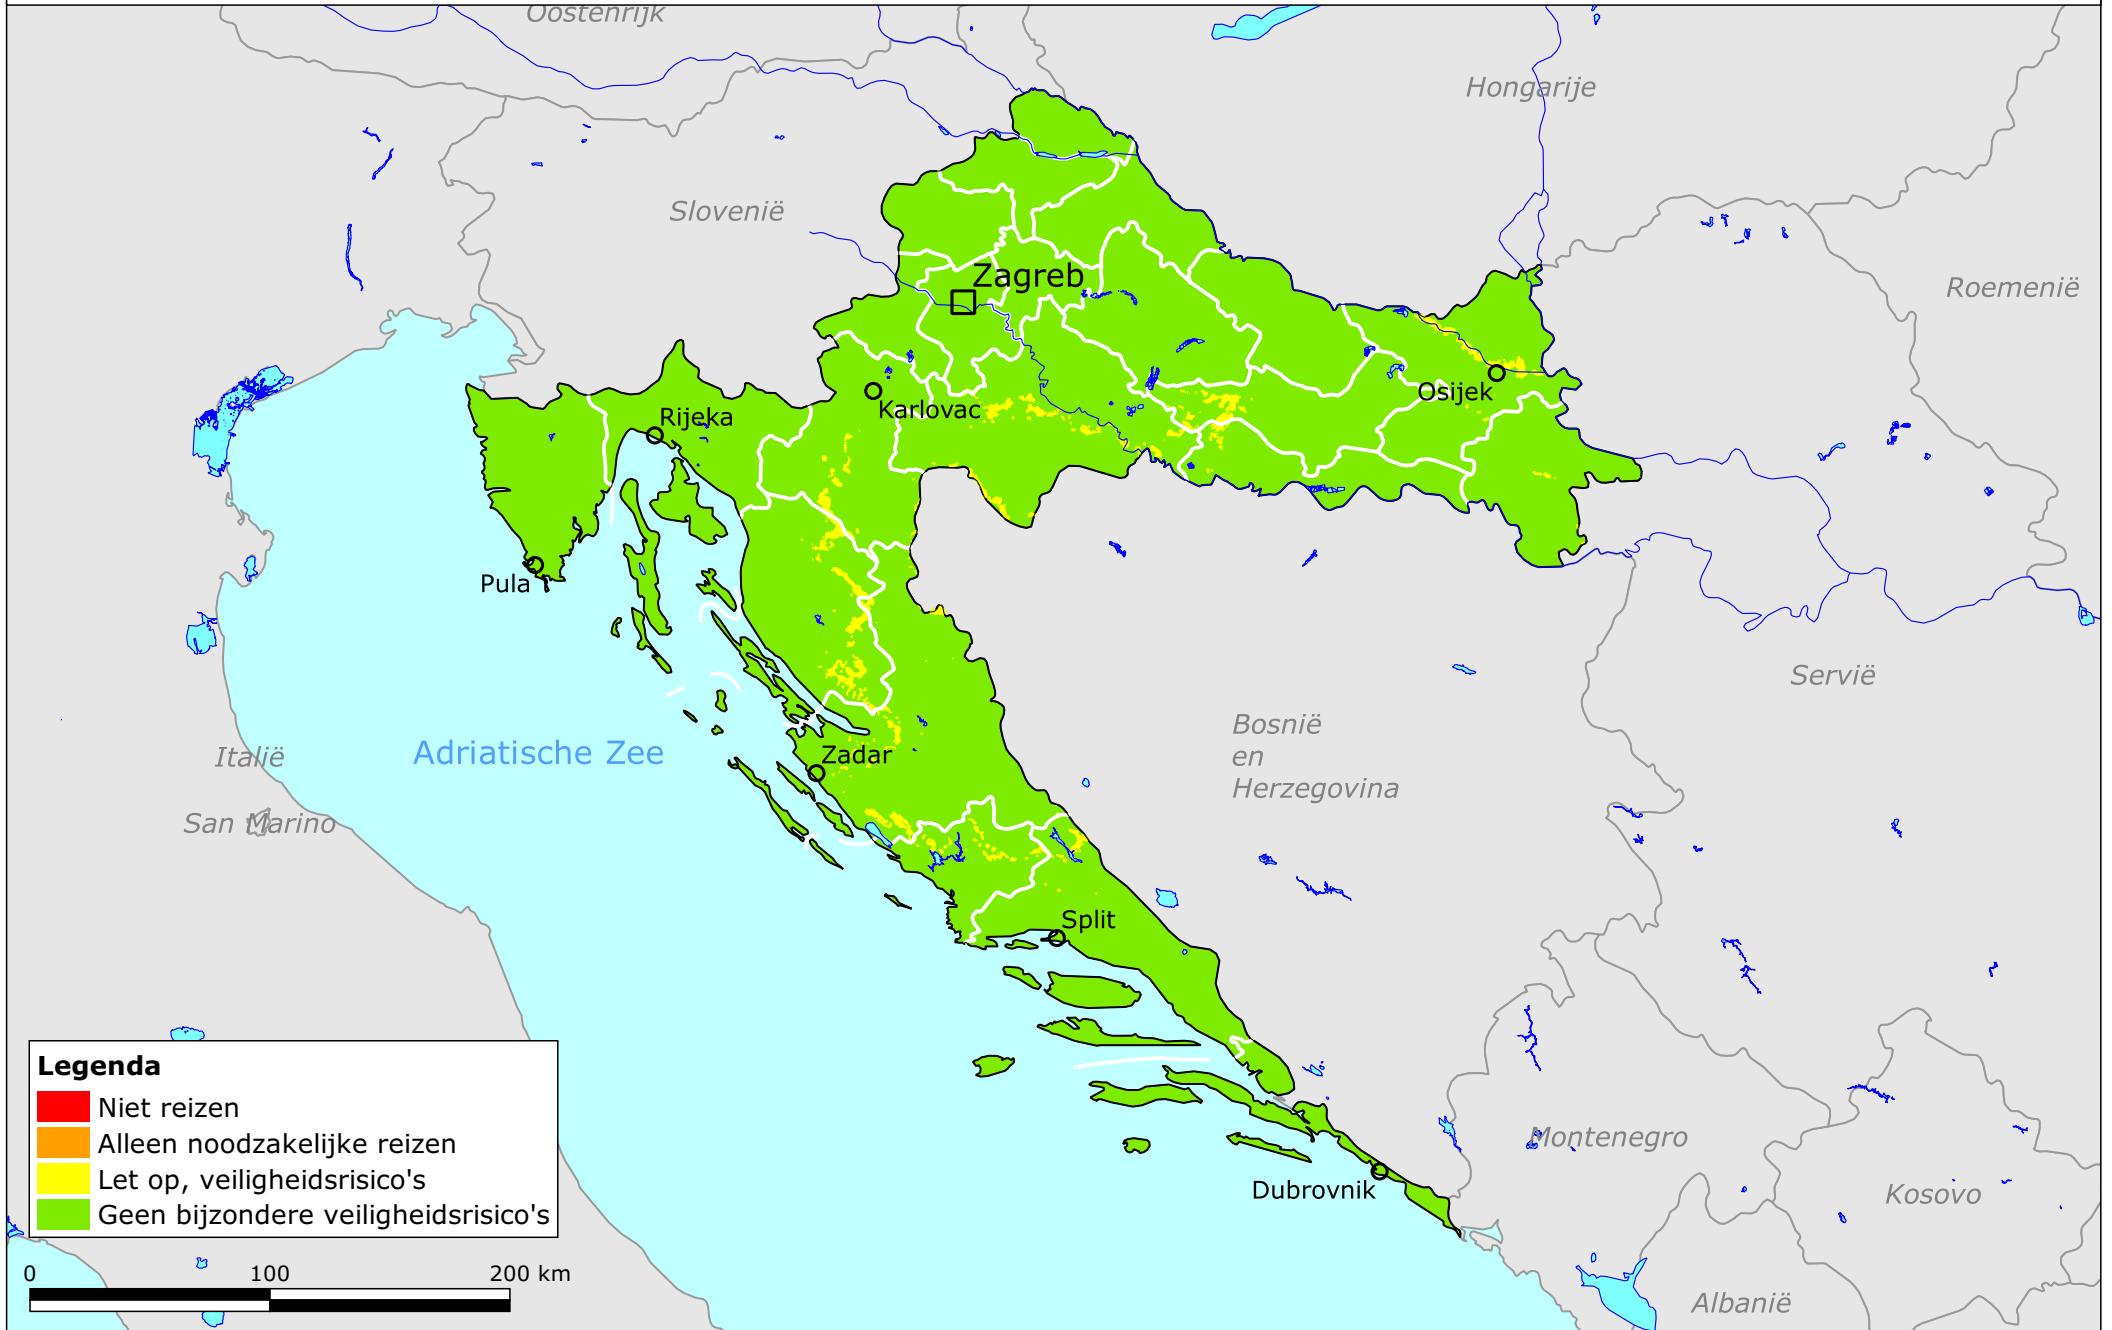 Oostenrijk
Hongarije
Slovenië
Zagreb
Roemenië
Osijek
Karlovac
Rijeka
Pula
Servië
Bosnië
en
Herzegovina
Italië
Adriatische Zee
Zadar
San Marino
Split
Montenegro
Kosovo
Dubrovnik
Albanië
Legenda
Niet reizen
Alleen noodzakelijke reizen
Let op, veiligheidsrisico's
Geen bijzondere veiligheidsrisico's
0 100 200 km